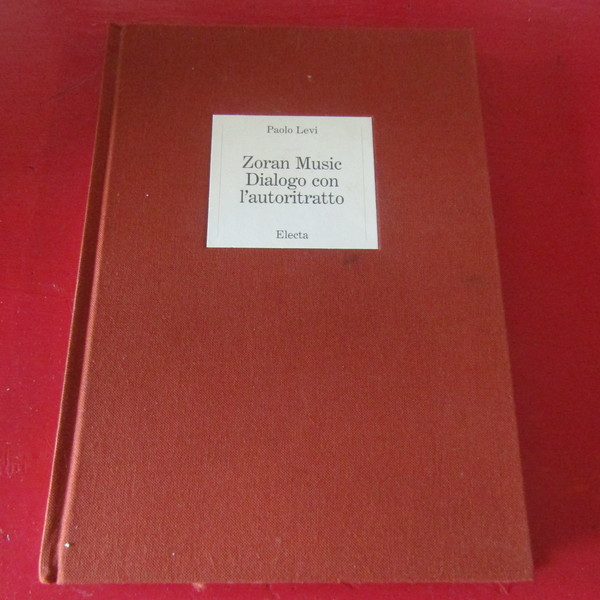 Paolo Levi
Zoran Music
Dialogo con
l'autoritratto
Electa